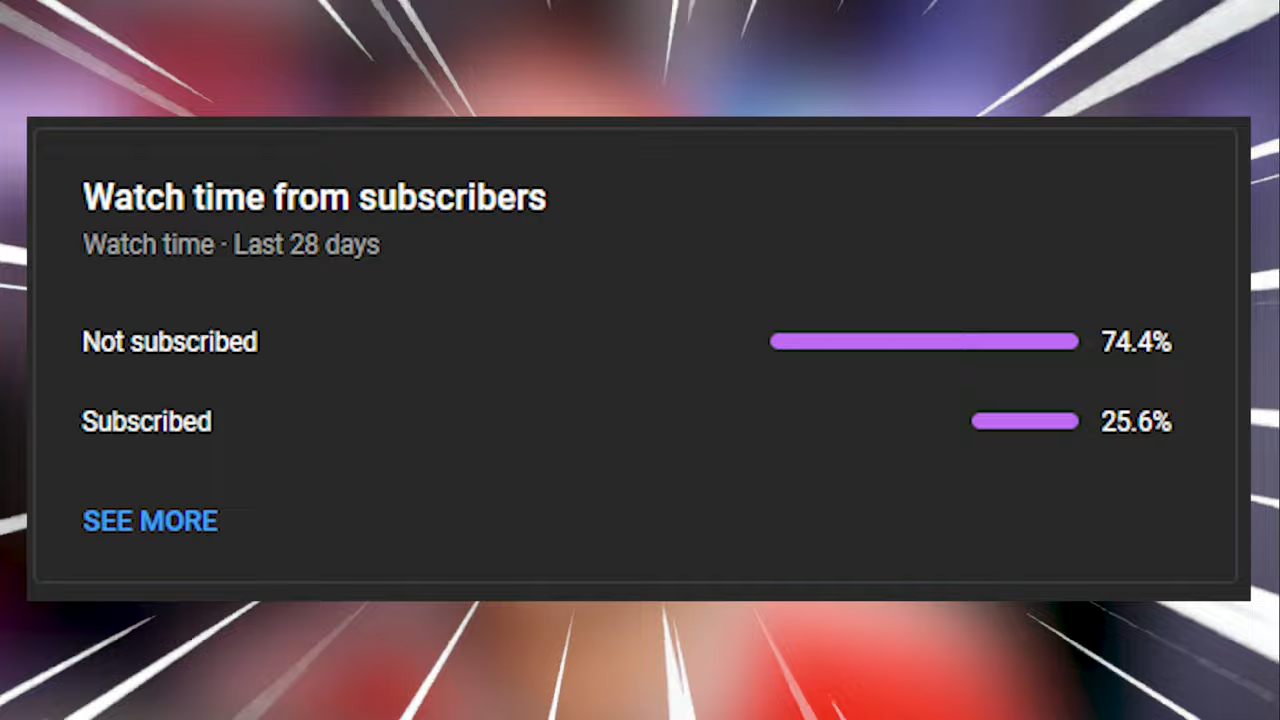 Watch time from subscribers
Watch time · Last 28 days
Not subscribed 74.4%
Subscribed 25.6%
SEE MORE